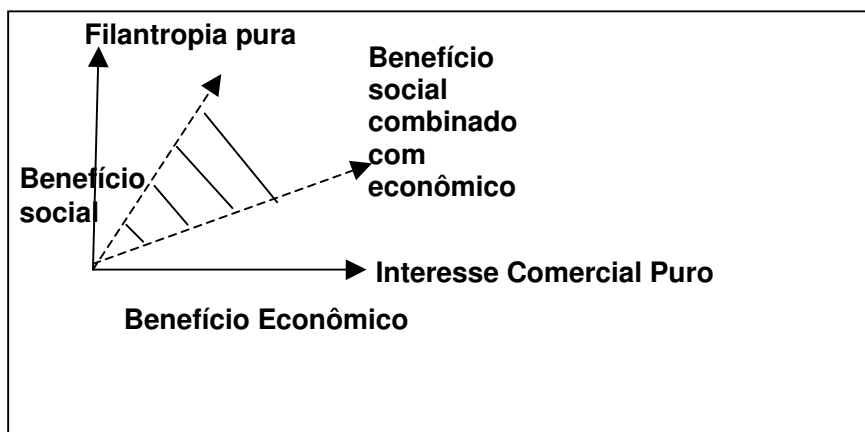 Filantropia pura
Benefício
social
combinado
com
econômico
Benefício
social
Interesse Comercial Puro
Benefício Econômico